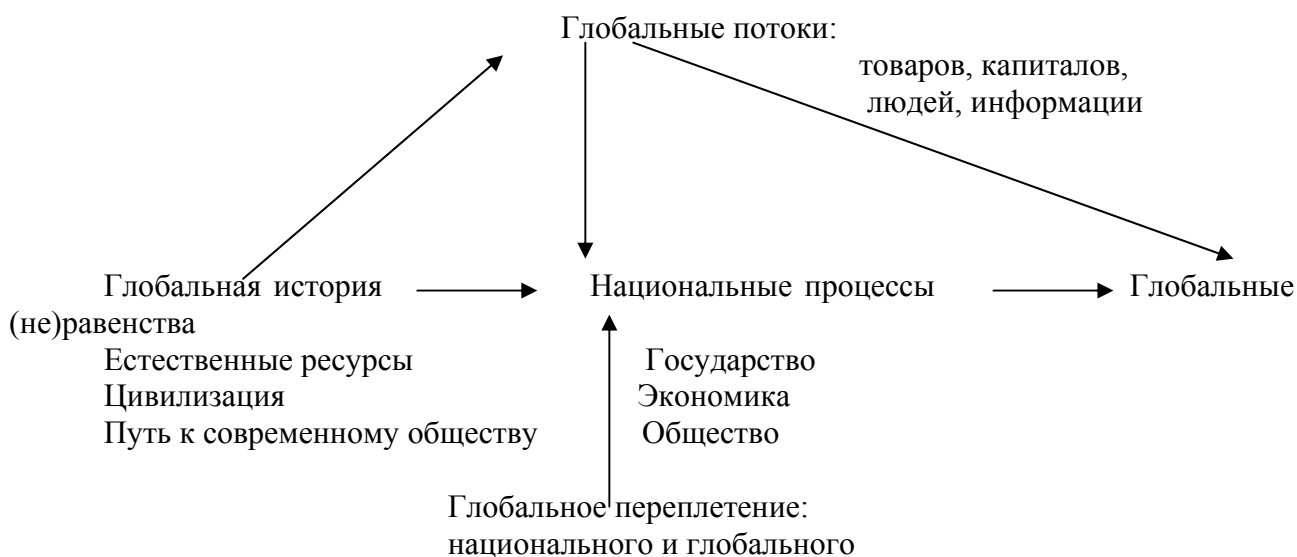 Глобальные потоки:
товаров, капиталов,
людей, информации
Глобальная история Национальные процессы Глобальные
(не)равенства
Естественные ресурсы Государство
Цивилизация Экономика
Путь к современному обществу Общество
Глобальное переплетение:
национального и глобального